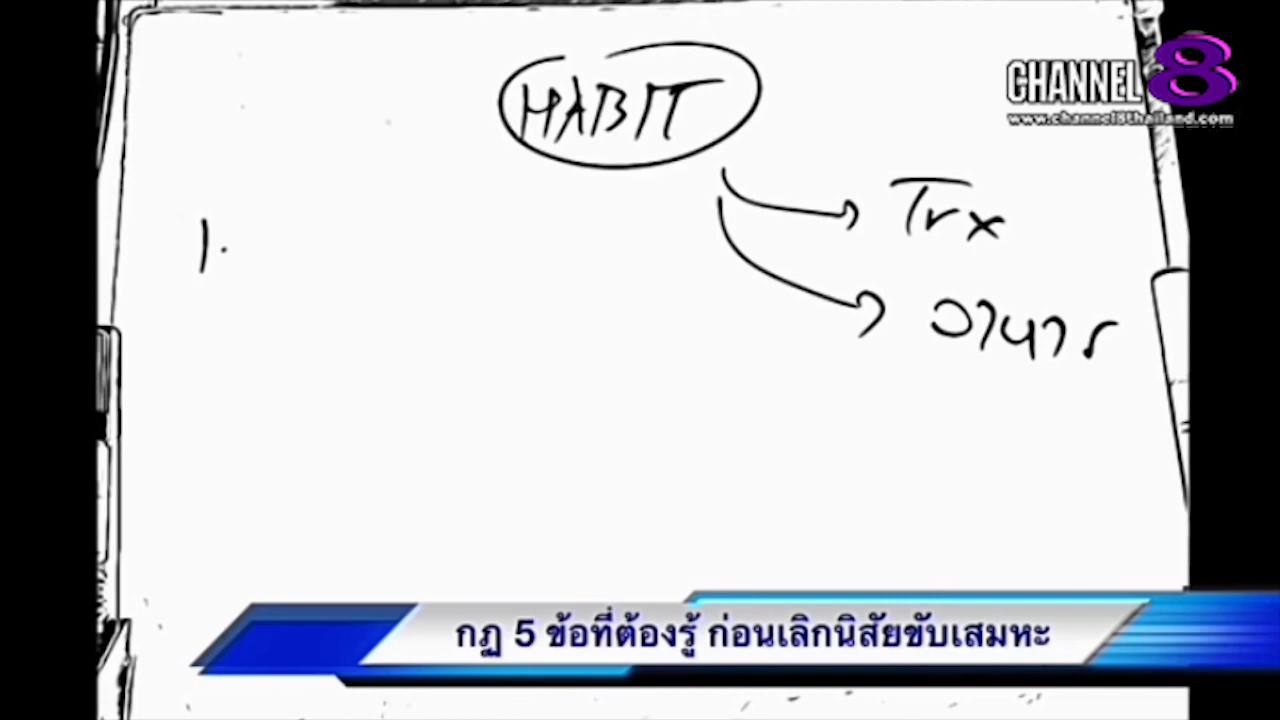 HABIT
CHANNEL 8
www.channel8thailand.com
Trx
อาหาร
1.
กฎ 5 ข้อที่ต้องรู้ ก่อนเลิกนิสัยขับเสมหะ